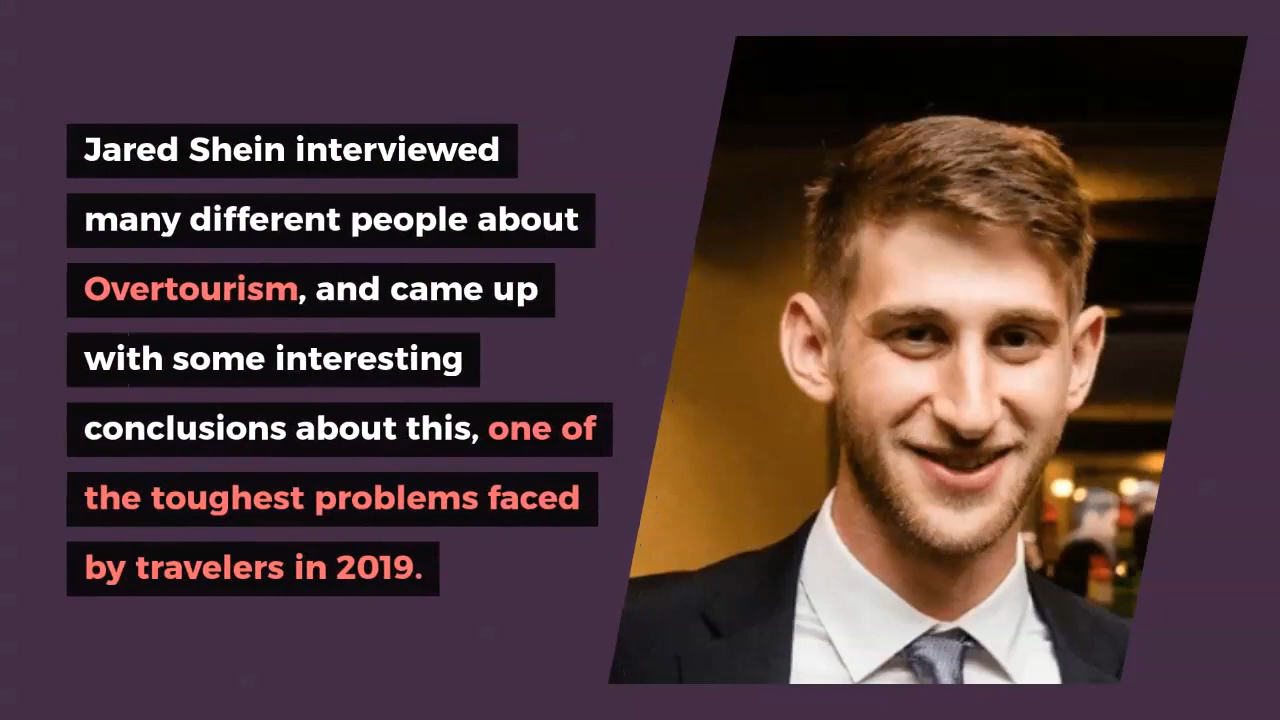 Jared Shein interviewed
many different people about
Overtourism, and came up
with some interesting
conclusions about this, one of
the toughest problems faced
by travelers in 2019.